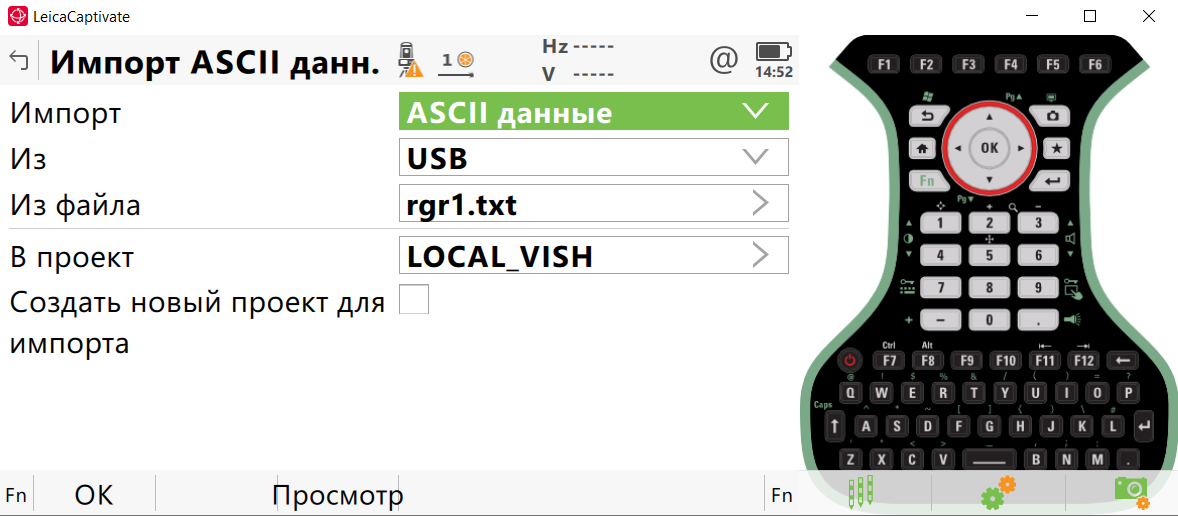 LeicaCaptivate
Импорт ASCII данн.
1
Hz -----
V -----
@
14:52
Импорт
ASCII данные
Из
USB
Из файла
rgr1.txt
В проект
LOCAL_VISH
Создать новый проект для
импорта
Fn
OK
Просмотр
Fn
F1 F2 F3 F4 F5 F6
Pg
OK
Fn
Pg
+ -
1 2 3
4 5 6
7 8 9
+ - 0 .
Ctrl Alt
F7 F8 F9 F10 F11 F12
@ ! $ % & / ( ) = ?
Q W E R T Y U I O P
Caps ^ * ~ [ ] { } \ #
A S D F G H J K L
' " < > _ , ; :
Z X C V B N M .